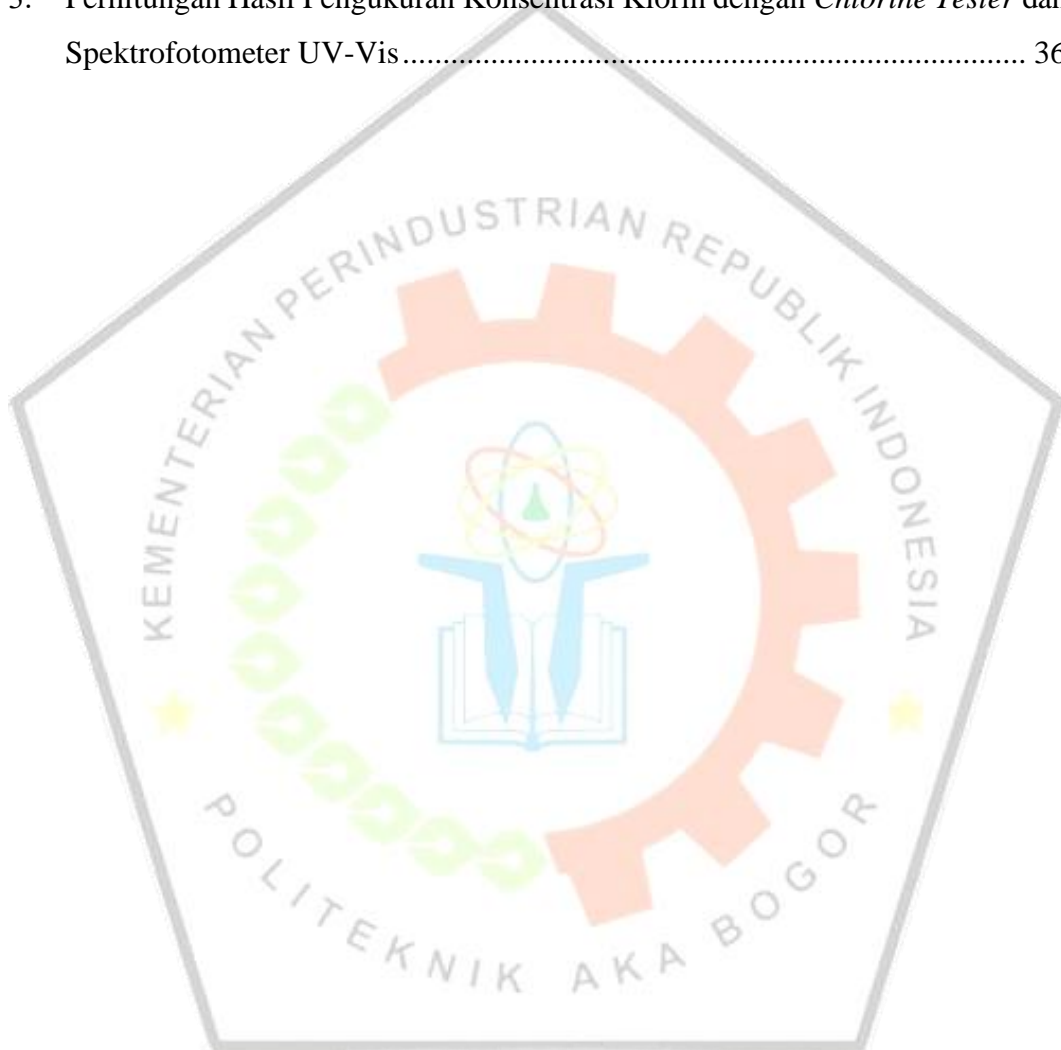 Perhitungan Hasil Pengukuran Konsentrasi Klorin dengan Chlorine Tester dan
Spektrofotometer UV-Vis.............................................................................. 36
KEMENTERIAN PERINDUSTRIAN REPUBLIK INDONESIA
POLITEKNIK AKA BOGOR